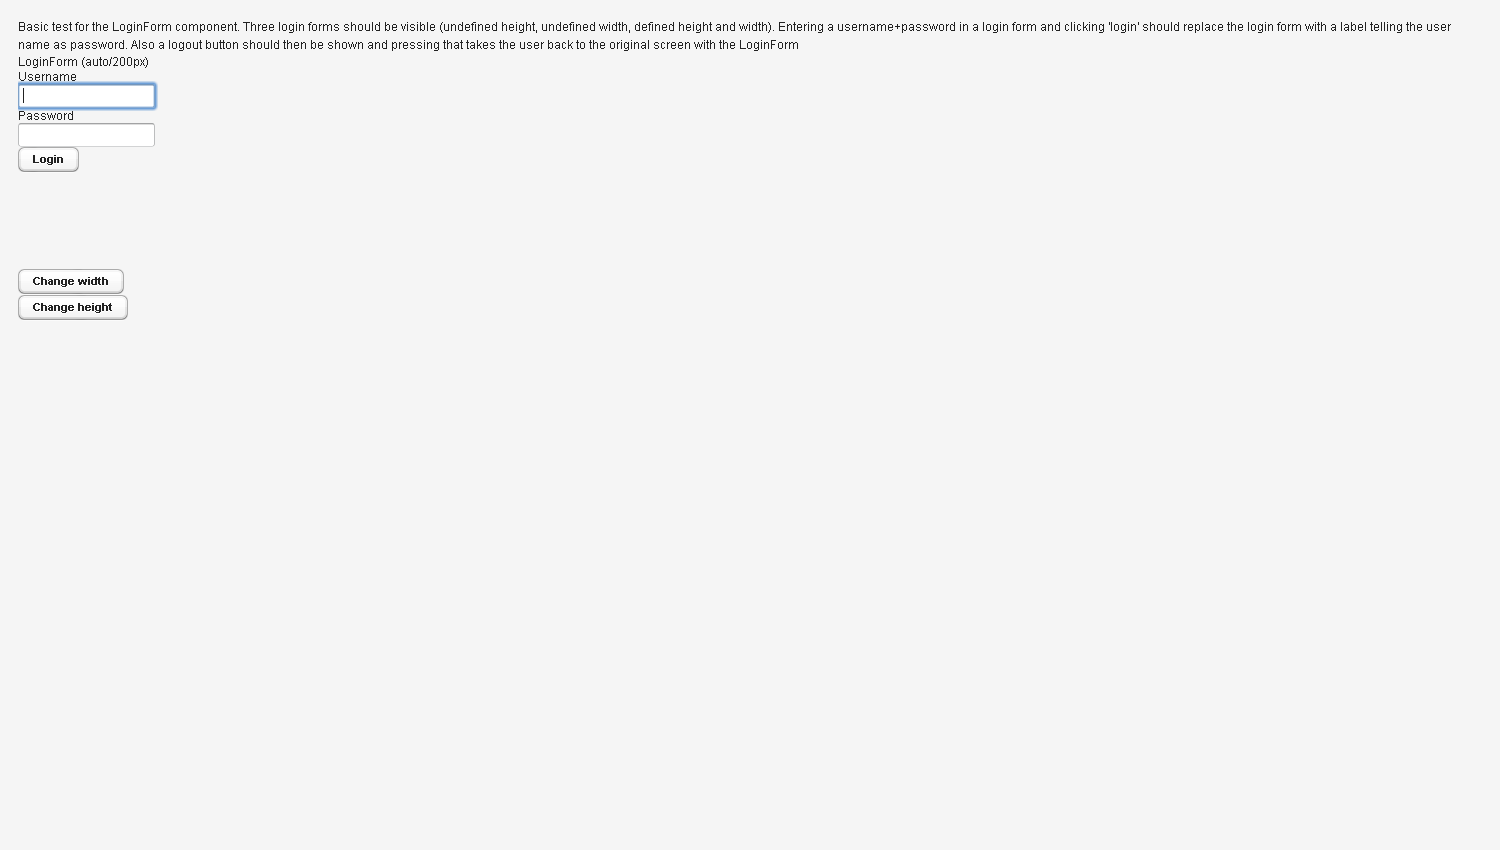 Basic test for the LoginForm component. Three login forms should be visible (undefined height, undefined width, defined height and width). Entering a username+password in a login form and clicking 'login' should replace the login form with a label telling the user
name as password. Also a logout button should then be shown and pressing that takes the user back to the original screen with the LoginForm
LoginForm (auto/200px)
Username
Password
Login
Change width
Change height